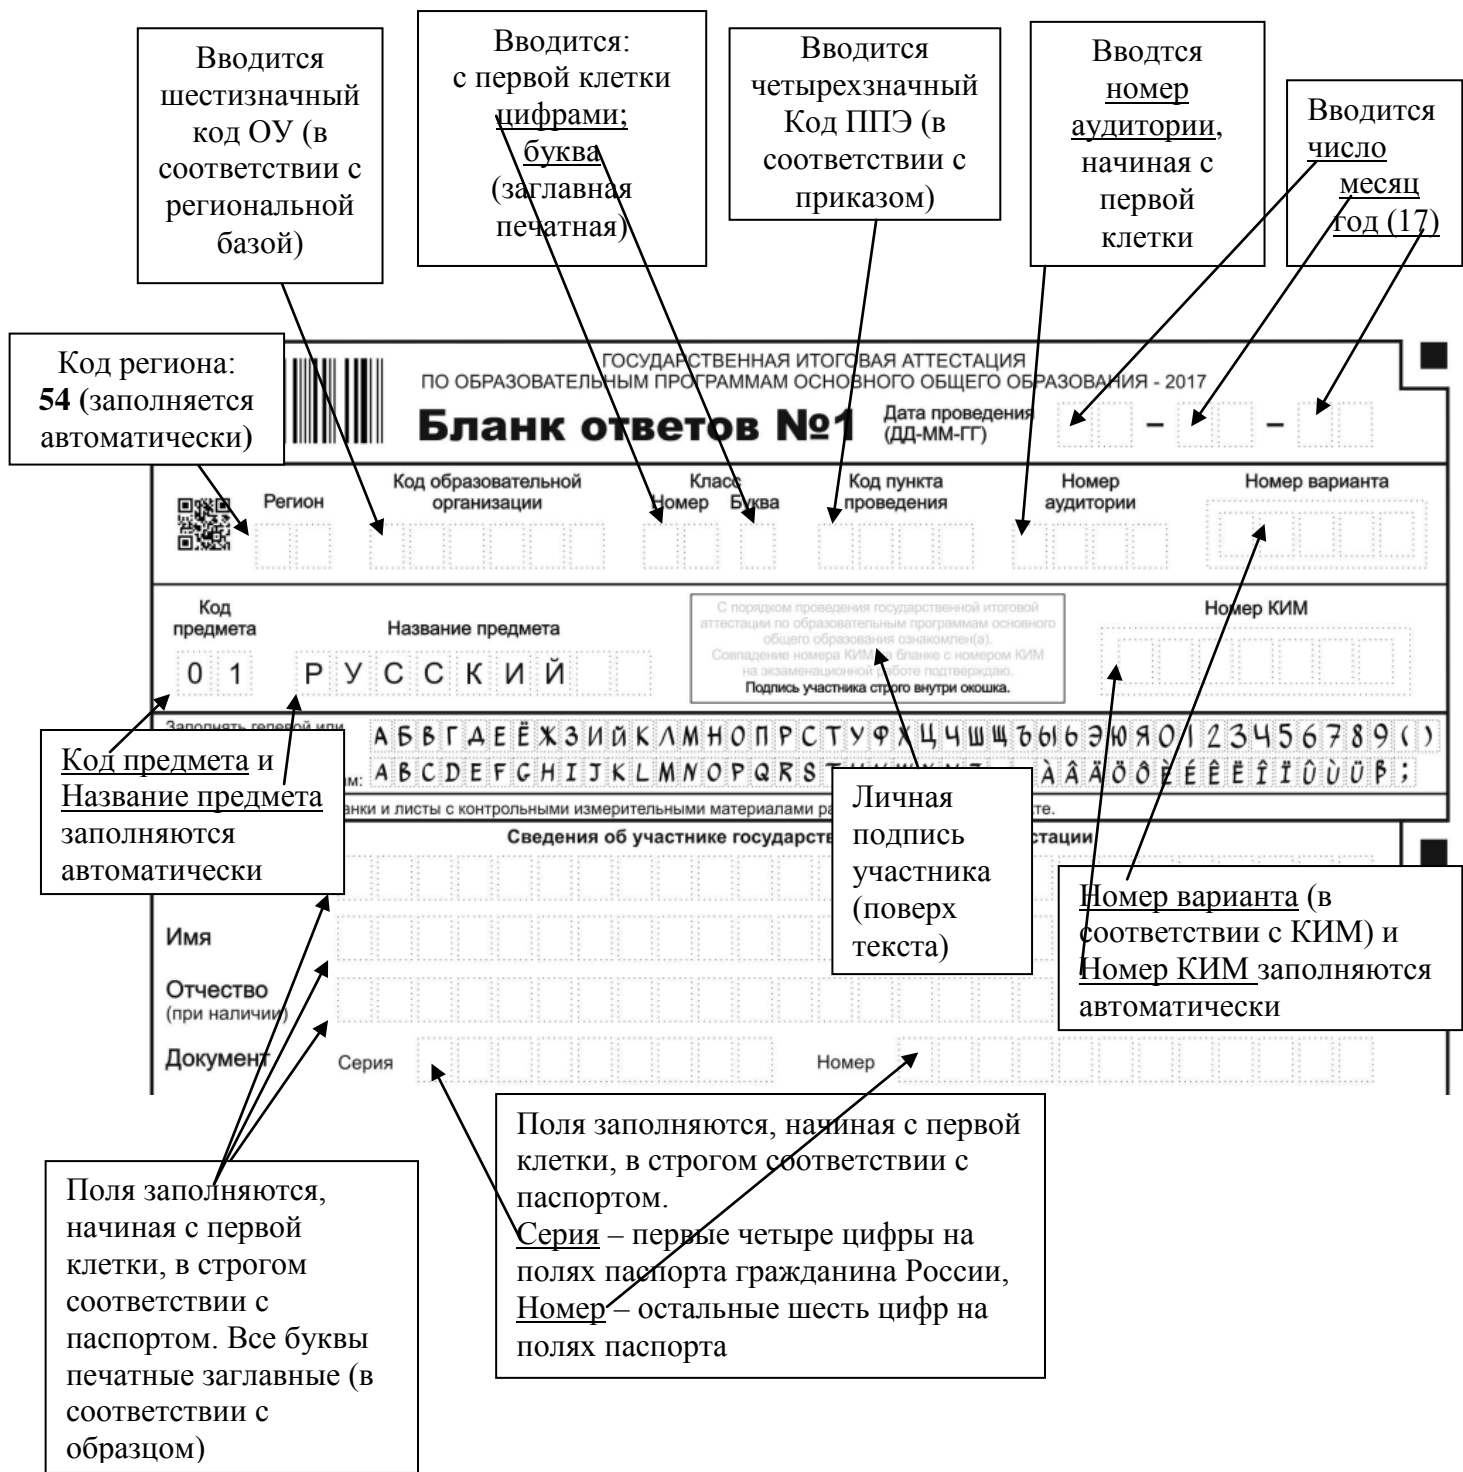 Вводится
шестизначный
код ОУ (в
соответствии с
региональной
базой)
Вводится:
с первой клетки
цифрами;
буква
(заглавная
печатная)
Вводится
четырехзначный
Код ППЭ (в
соответствии с
приказом)
Вводтся
номер
аудитории,
начиная с
первой
клетки
Вводится
число
месяц
год (17)
Код региона:
54 (заполняется
автоматически)
ГОСУДАРСТВЕННАЯ ИТОГОВАЯ АТТЕСТАЦИЯ
ПО ОБРАЗОВАТЕЛЬНЫМ ПРОГРАММАМ ОСНОВНОГО ОБЩЕГО ОБРАЗОВАНИЯ - 2017
Бланк ответов №1
Дата проведения
(ДД-ММ-ГГ)
– –
Регион
Код образовательной
организации
Класс
Номер Буква
Код пункта
проведения
Номер
аудитории
Номер варианта
Код
предмета
Название предмета
0 1 Р У С С К И Й
С порядком проведения государственной итоговой
аттестации по образовательным программам основного
общего образования ознакомлен(а).
Совпадение номера КИМ на бланке с номером КИМ
на экзаменационной работе подтверждаю.
Подпись участника строго внутри окошка.
Номер КИМ
Заполнять гелевой или
А Б В Г Д Е Ё Ж З И Й К Л М Н О П Р С Т У Ф Х Ц Ч Ш Щ Ъ Ы Ь Э Ю Я 0 1 2 3 4 5 6 7 8 9 ( )
A B C D E F G H I J K L M N O P Q R S T À Â Ä Ö Ô È É Ê Ë Î Ï Û Ù Ü β ;
листы с контрольными измерительными материалами
Сведения об участнике
Имя
Отчество
(при наличии)
Документ Серия Номер
Код предмета и
Название предмета
заполняются
автоматически
Личная
подпись
участника
(поверх
текста)
Номер варианта (в
соответствии с КИМ) и
Номер КИМ заполняются
автоматически
Поля заполняются,
начиная с первой
клетки, в строгом
соответствии с
паспортом. Все буквы
печатные заглавные (в
соответствии с
образцом)
Поля заполняются, начиная с первой
клетки, в строгом соответствии с
паспортом.
Серия – первые четыре цифры на
полях паспорта гражданина России,
Номер – остальные шесть цифр на
полях паспорта